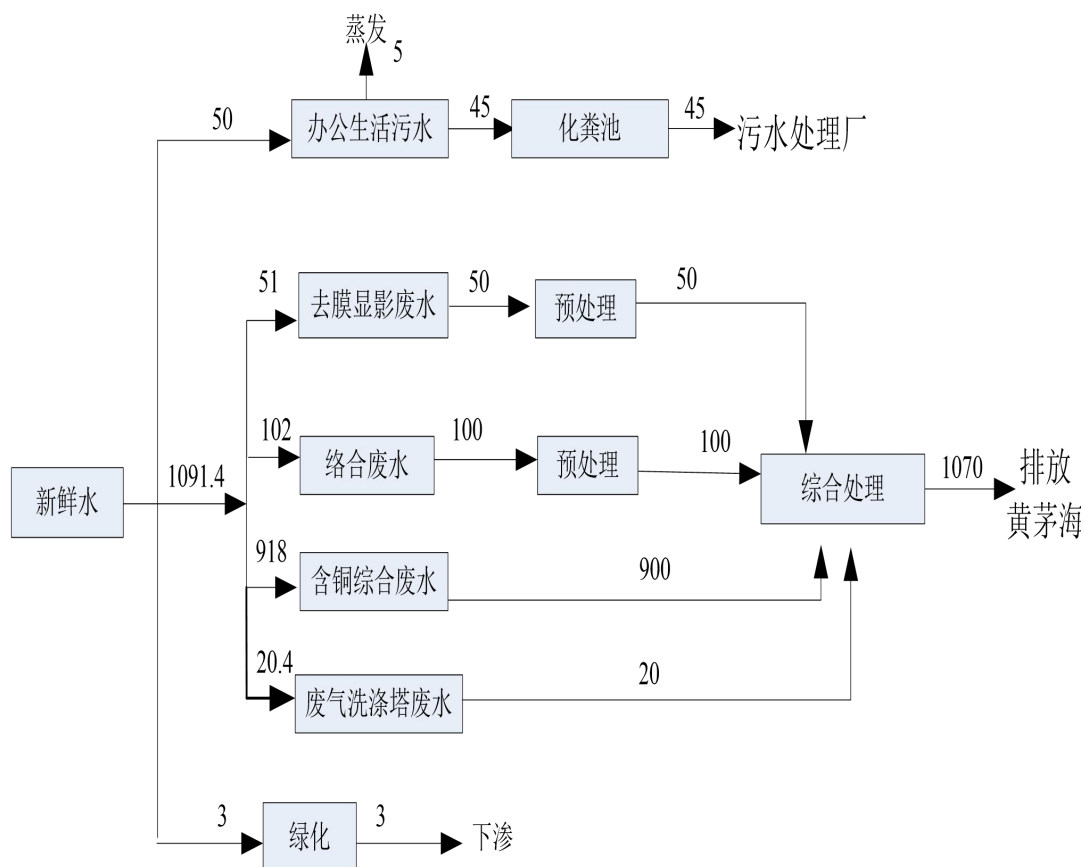 蒸发
5
50
办公生活污水
45
化粪池
45
污水处理厂
51
去膜显影废水
50
预处理
50
102
络合废水
100
预处理
100
综合处理
1070
排放
黄茅海
新鲜水
1091.4
918
含铜综合废水
900
20.4
废气洗涤塔废水
20
3
绿化
3
下渗